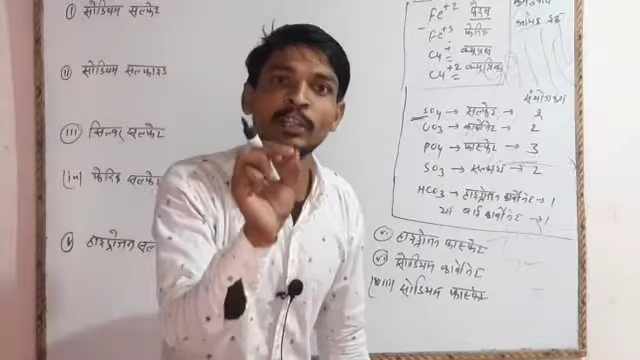 (i) सोडियम सल्फेट
(ii) सोडियम सल्फाइड
(iii) सिल्वर सल्फेट
(iv) फेरिक सल्फेट
(v) हाइड्रोजन सल
Fe+2 फेरस
Fe+3 फेरिक
Cu+ क्यूप्रस
Cu+2 क्यूप्रिक
संयोजकता
SO4 → सल्फेट → 2
CO3 → कार्बोनेट → 2
PO4 → फास्फेट → 3
SO3 → सल्फाइट → 2
HCO3 → हाइड्रोजन कार्बोनेट → 1
या बाई कार्बोनेट → 1
(vi) हाइड्रोजन फास्फेट
(vii) सोडियम कार्बोनेट
(viii) सोडियम फास्फेट